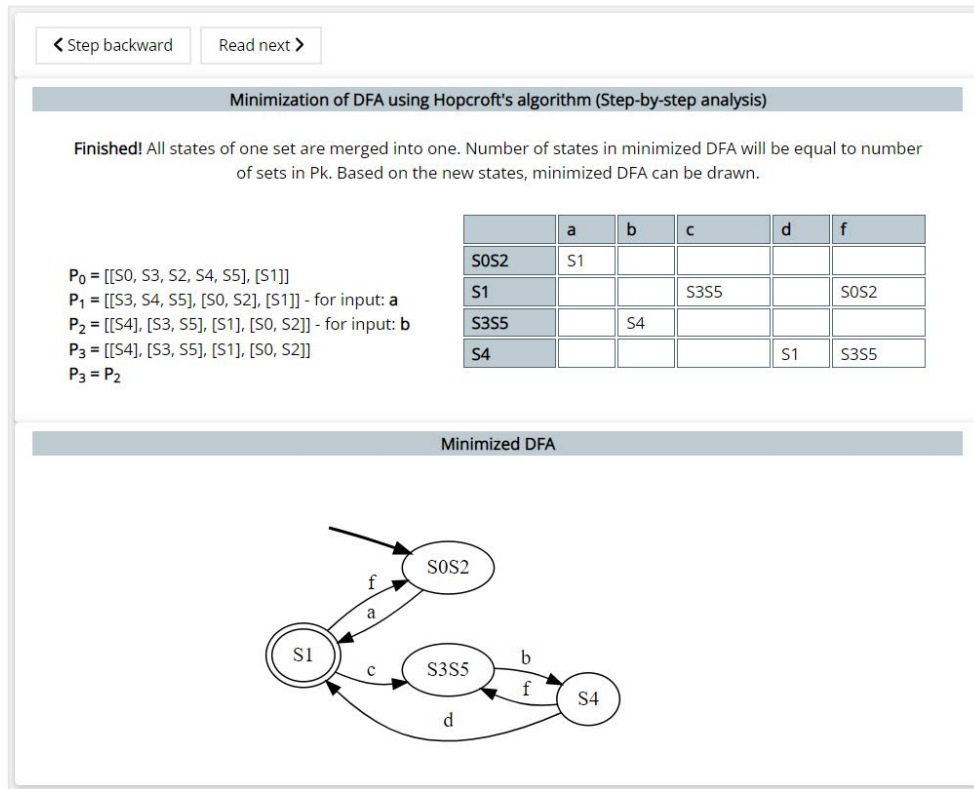 Step backward
Read next
Minimization of DFA using Hopcroft's algorithm (Step-by-step analysis)
Finished! All states of one set are merged into one. Number of states in minimized DFA will be equal to number
of sets in Pk. Based on the new states, minimized DFA can be drawn.
P0 = [[S0, S3, S2, S4, S5], [S1]]
P1 = [[S3, S4, S5], [S0, S2], [S1]] - for input: a
P2 = [[S4], [S3, S5], [S1], [S0, S2]] - for input: b
P3 = [[S4], [S3, S5], [S1], [S0, S2]]
P3 = P2
a b c d f
S0S2 S1
S1 S3S5 S0S2
S3S5 S4
S4 S1 S3S5
Minimized DFA
S0S2
f
a
S1
c
S3S5
b
f
S4
d